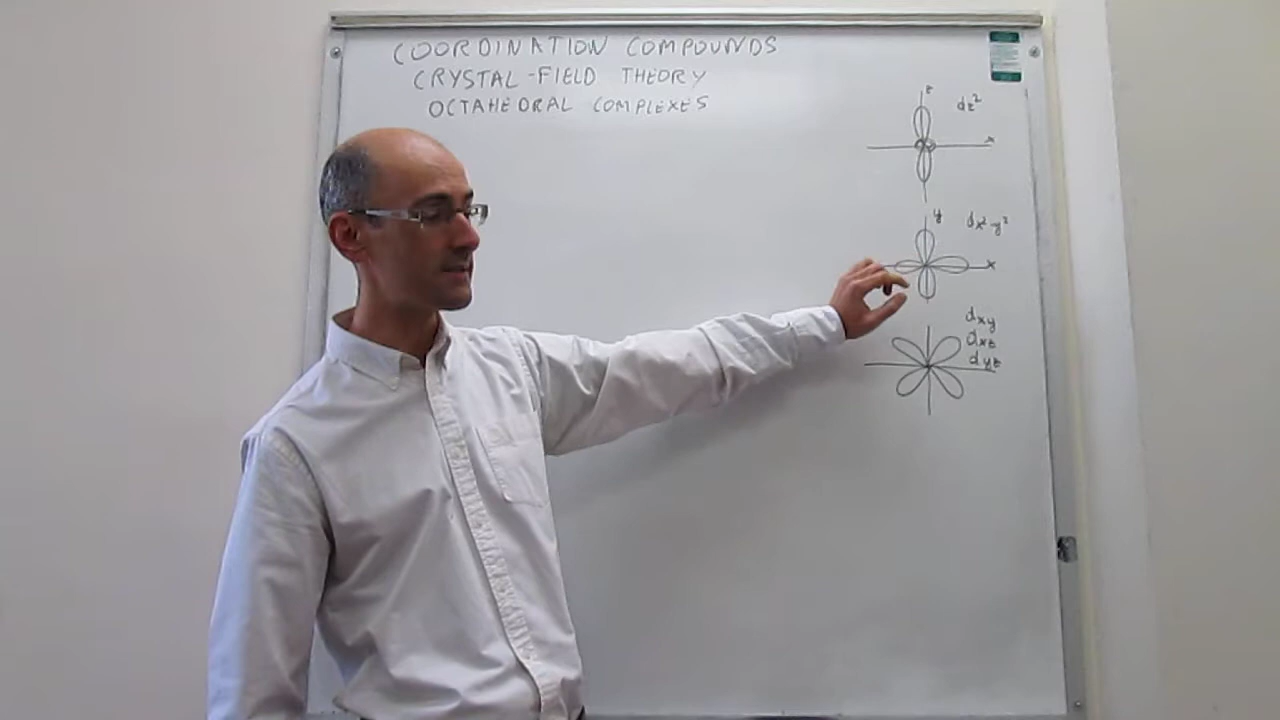 COORDINATION COMPOUNDS
CRYSTAL-FIELD THEORY
OCTAHEDRAL COMPLEXES
z
dz²
x
y
dx²-y²
x
dxy
dxz
dyz